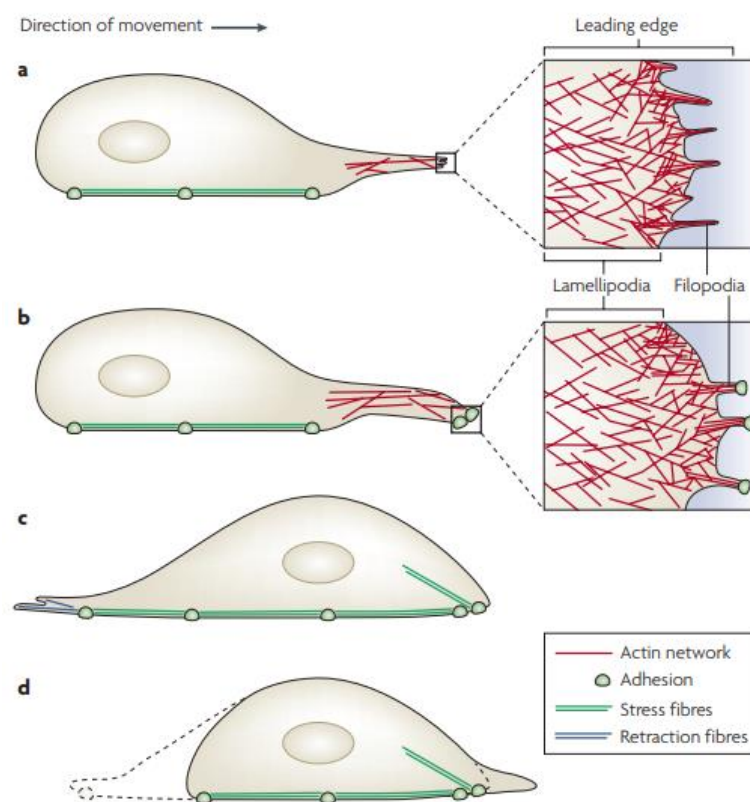 Direction of movement
Leading edge
a
Lamellipodia
Filopodia
b
c
Actin network
Adhesion
Stress fibres
Retraction fibres
d